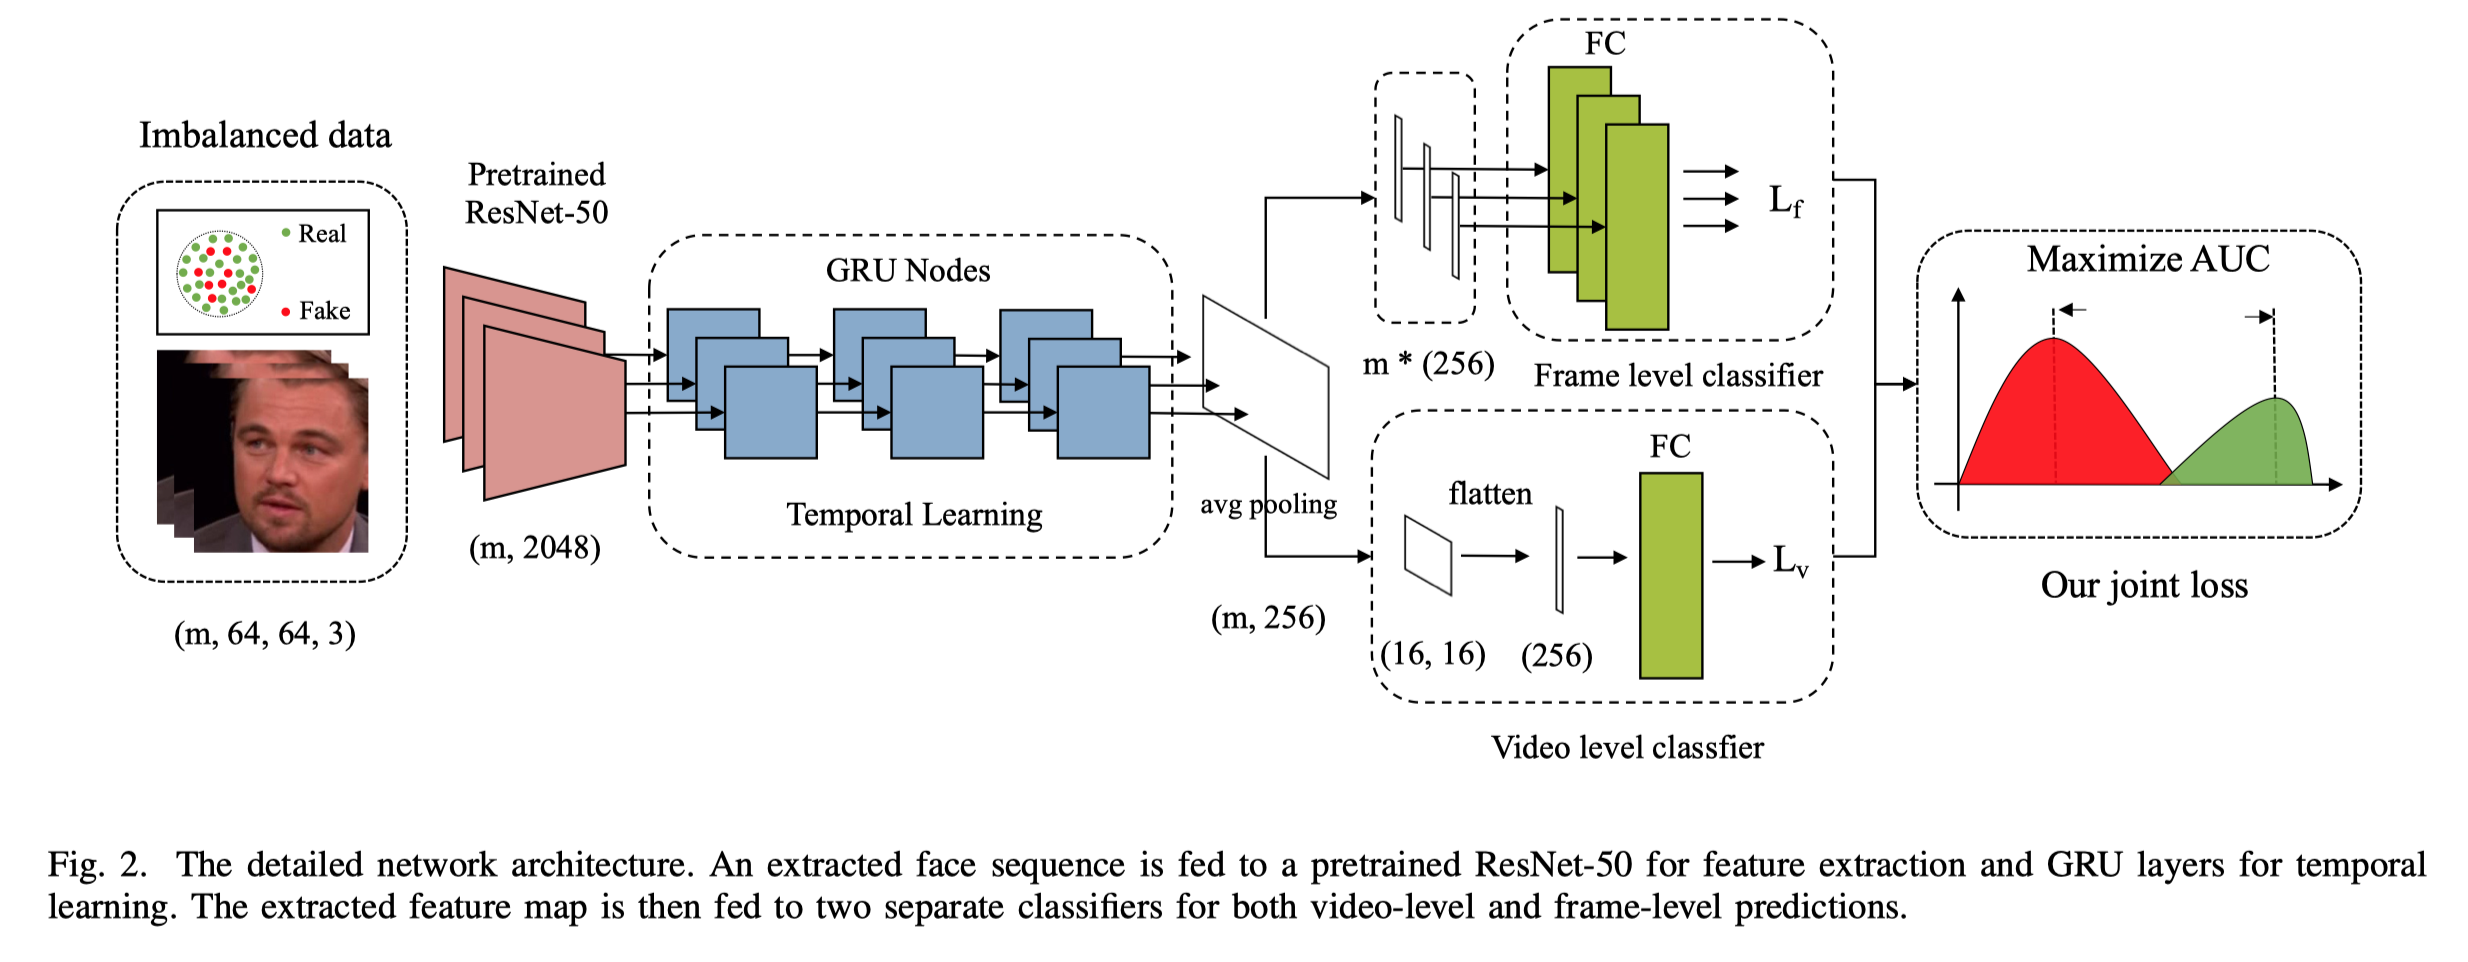 Imbalanced data
Real
Fake
(m, 64, 64, 3)
Pretrained
ResNet-50
(m, 2048)
GRU Nodes
Temporal Learning
avg pooling
(m, 256)
m * (256)
FC
L_f
Frame level classifier
FC
flatten
L_v
(16, 16)
(256)
Video level classfier
Maximize AUC
Our joint loss
Fig. 2. The detailed network architecture. An extracted face sequence is fed to a pretrained ResNet-50 for feature extraction and GRU layers for temporal
learning. The extracted feature map is then fed to two separate classifiers for both video-level and frame-level predictions.